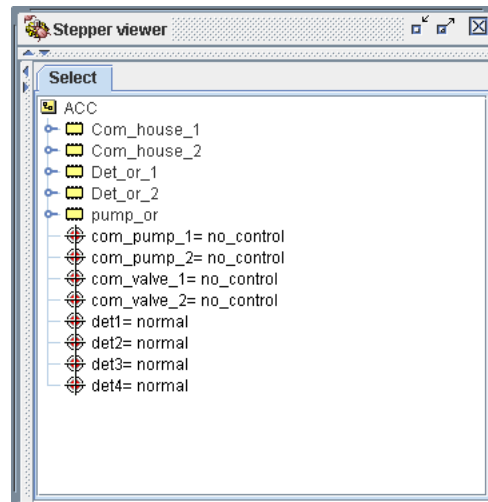 Stepper viewer
Select
ACC
Com_house_1
Com_house_2
Det_or_1
Det_or_2
pump_or
com_pump_1= no_control
com_pump_2= no_control
com_valve_1= no_control
com_valve_2= no_control
det1= normal
det2= normal
det3= normal
det4= normal